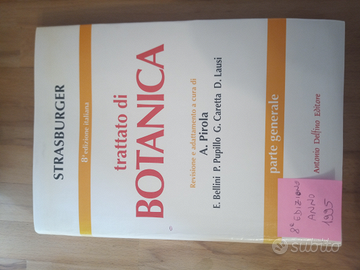 STRASBURGER
8ª edizione italiana
trattato di
BOTANICA
Revisione e adattamento a cura di
A. Pirola
E. Bellini P. Pupillo G. Caretta D. Lausi
parte generale
Antonio Delfino Editore
8ª EDIZIONE
ANNO
1995
subito